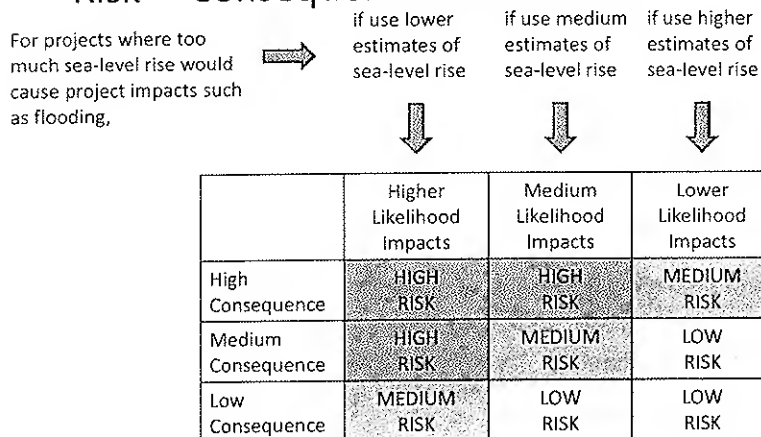 For projects where too
much sea-level rise would
cause project impacts such
as flooding,
if use lower
estimates of
sea-level rise
if use medium
estimates of
sea-level rise
if use higher
estimates of
sea-level rise
Higher
Likelihood
Impacts
Medium
Likelihood
Impacts
Lower
Likelihood
Impacts
High
Consequence
HIGH
RISK
HIGH
RISK
MEDIUM
RISK
Medium
Consequence
HIGH
RISK
MEDIUM
RISK
LOW
RISK
Low
Consequence
MEDIUM
RISK
LOW
RISK
LOW
RISK